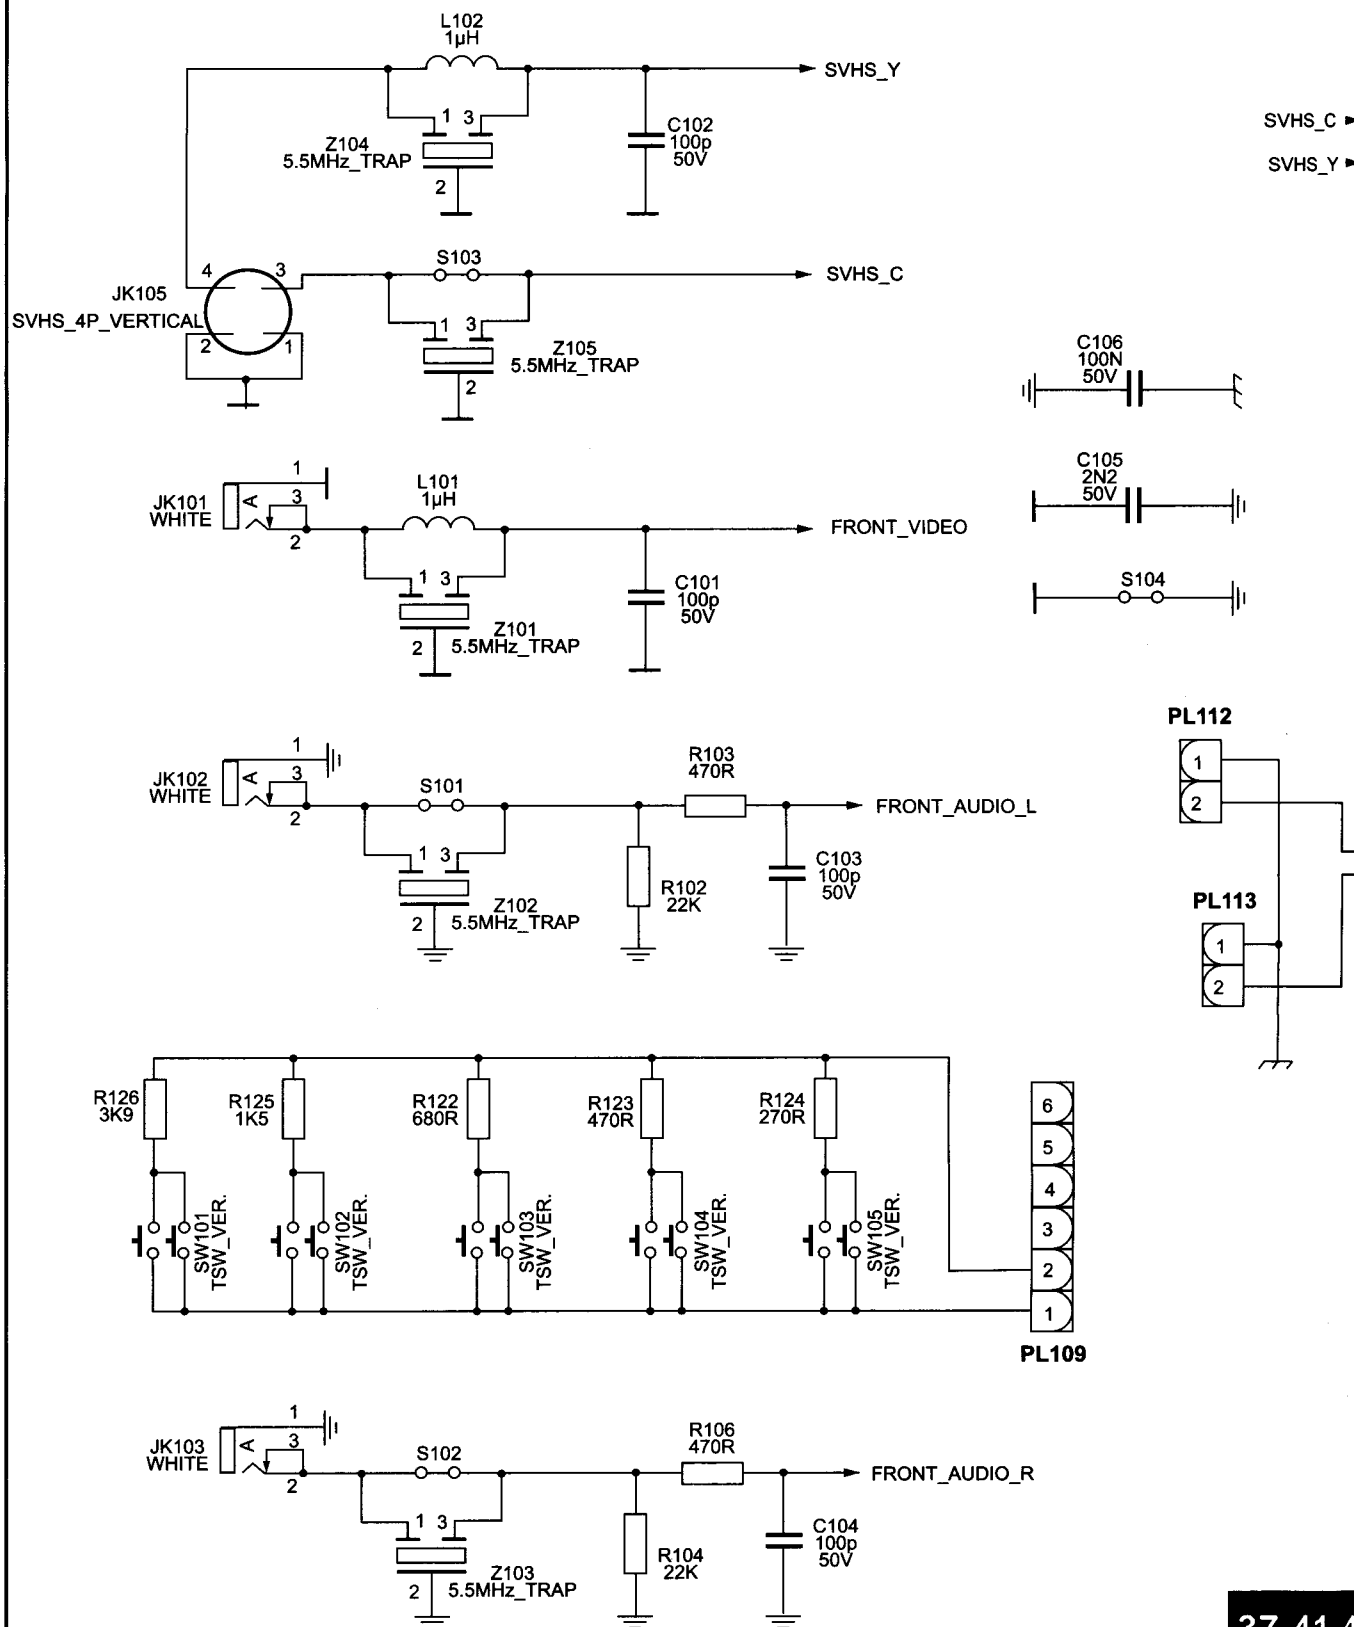 L102
1µH
SVHS_Y
1 3
Z104
5.5MHz_TRAP
2
C102
100p
50V
SVHS_C
SVHS_Y
4
3
JK105
SVHS_4P_VERTICAL
2
1
S103
SVHS_C
1 3
Z105
5.5MHz_TRAP
2
C106
100N
50V
C105
2N2
50V
S104
JK101
WHITE
A
1
3
2
L101
1µH
FRONT_VIDEO
1 3
Z101
5.5MHz_TRAP
2
C101
100p
50V
PL112
1
2
PL113
1
2
JK102
WHITE
A
1
3
2
S101
1 3
Z102
5.5MHz_TRAP
2
R103
470R
FRONT_AUDIO_L
R102
22K
C103
100p
50V
R126
3K9
R125
1K5
R122
680R
R123
470R
R124
270R
SW101
TSW_VER.
SW102
TSW_VER.
SW103
TSW_VER.
SW104
TSW_VER.
SW105
TSW_VER.
6
5
4
3
2
1
PL109
JK103
WHITE
A
1
3
2
S102
1 3
Z103
5.5MHz_TRAP
2
R106
470R
FRONT_AUDIO_R
R104
22K
C104
100p
50V